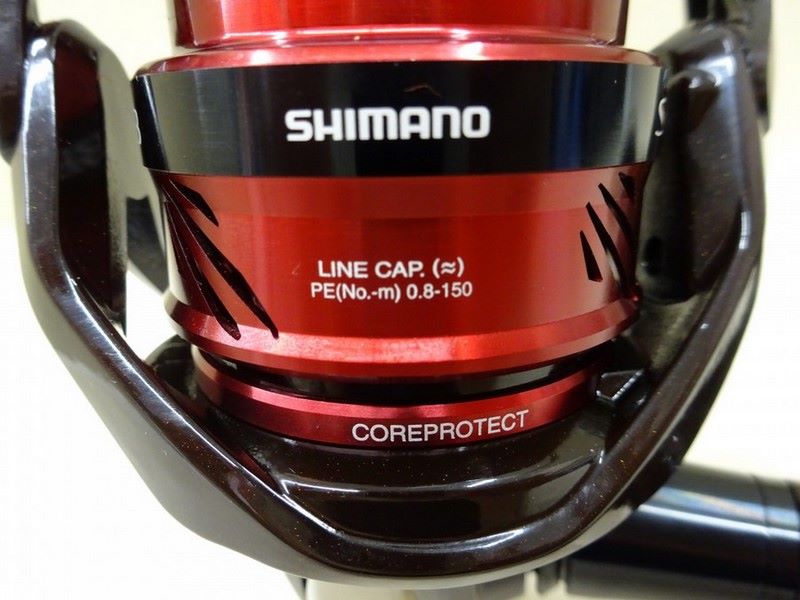 SHIMANO
LINE CAP. (≈)
PE(No.-m) 0.8-150
COREPROTECT